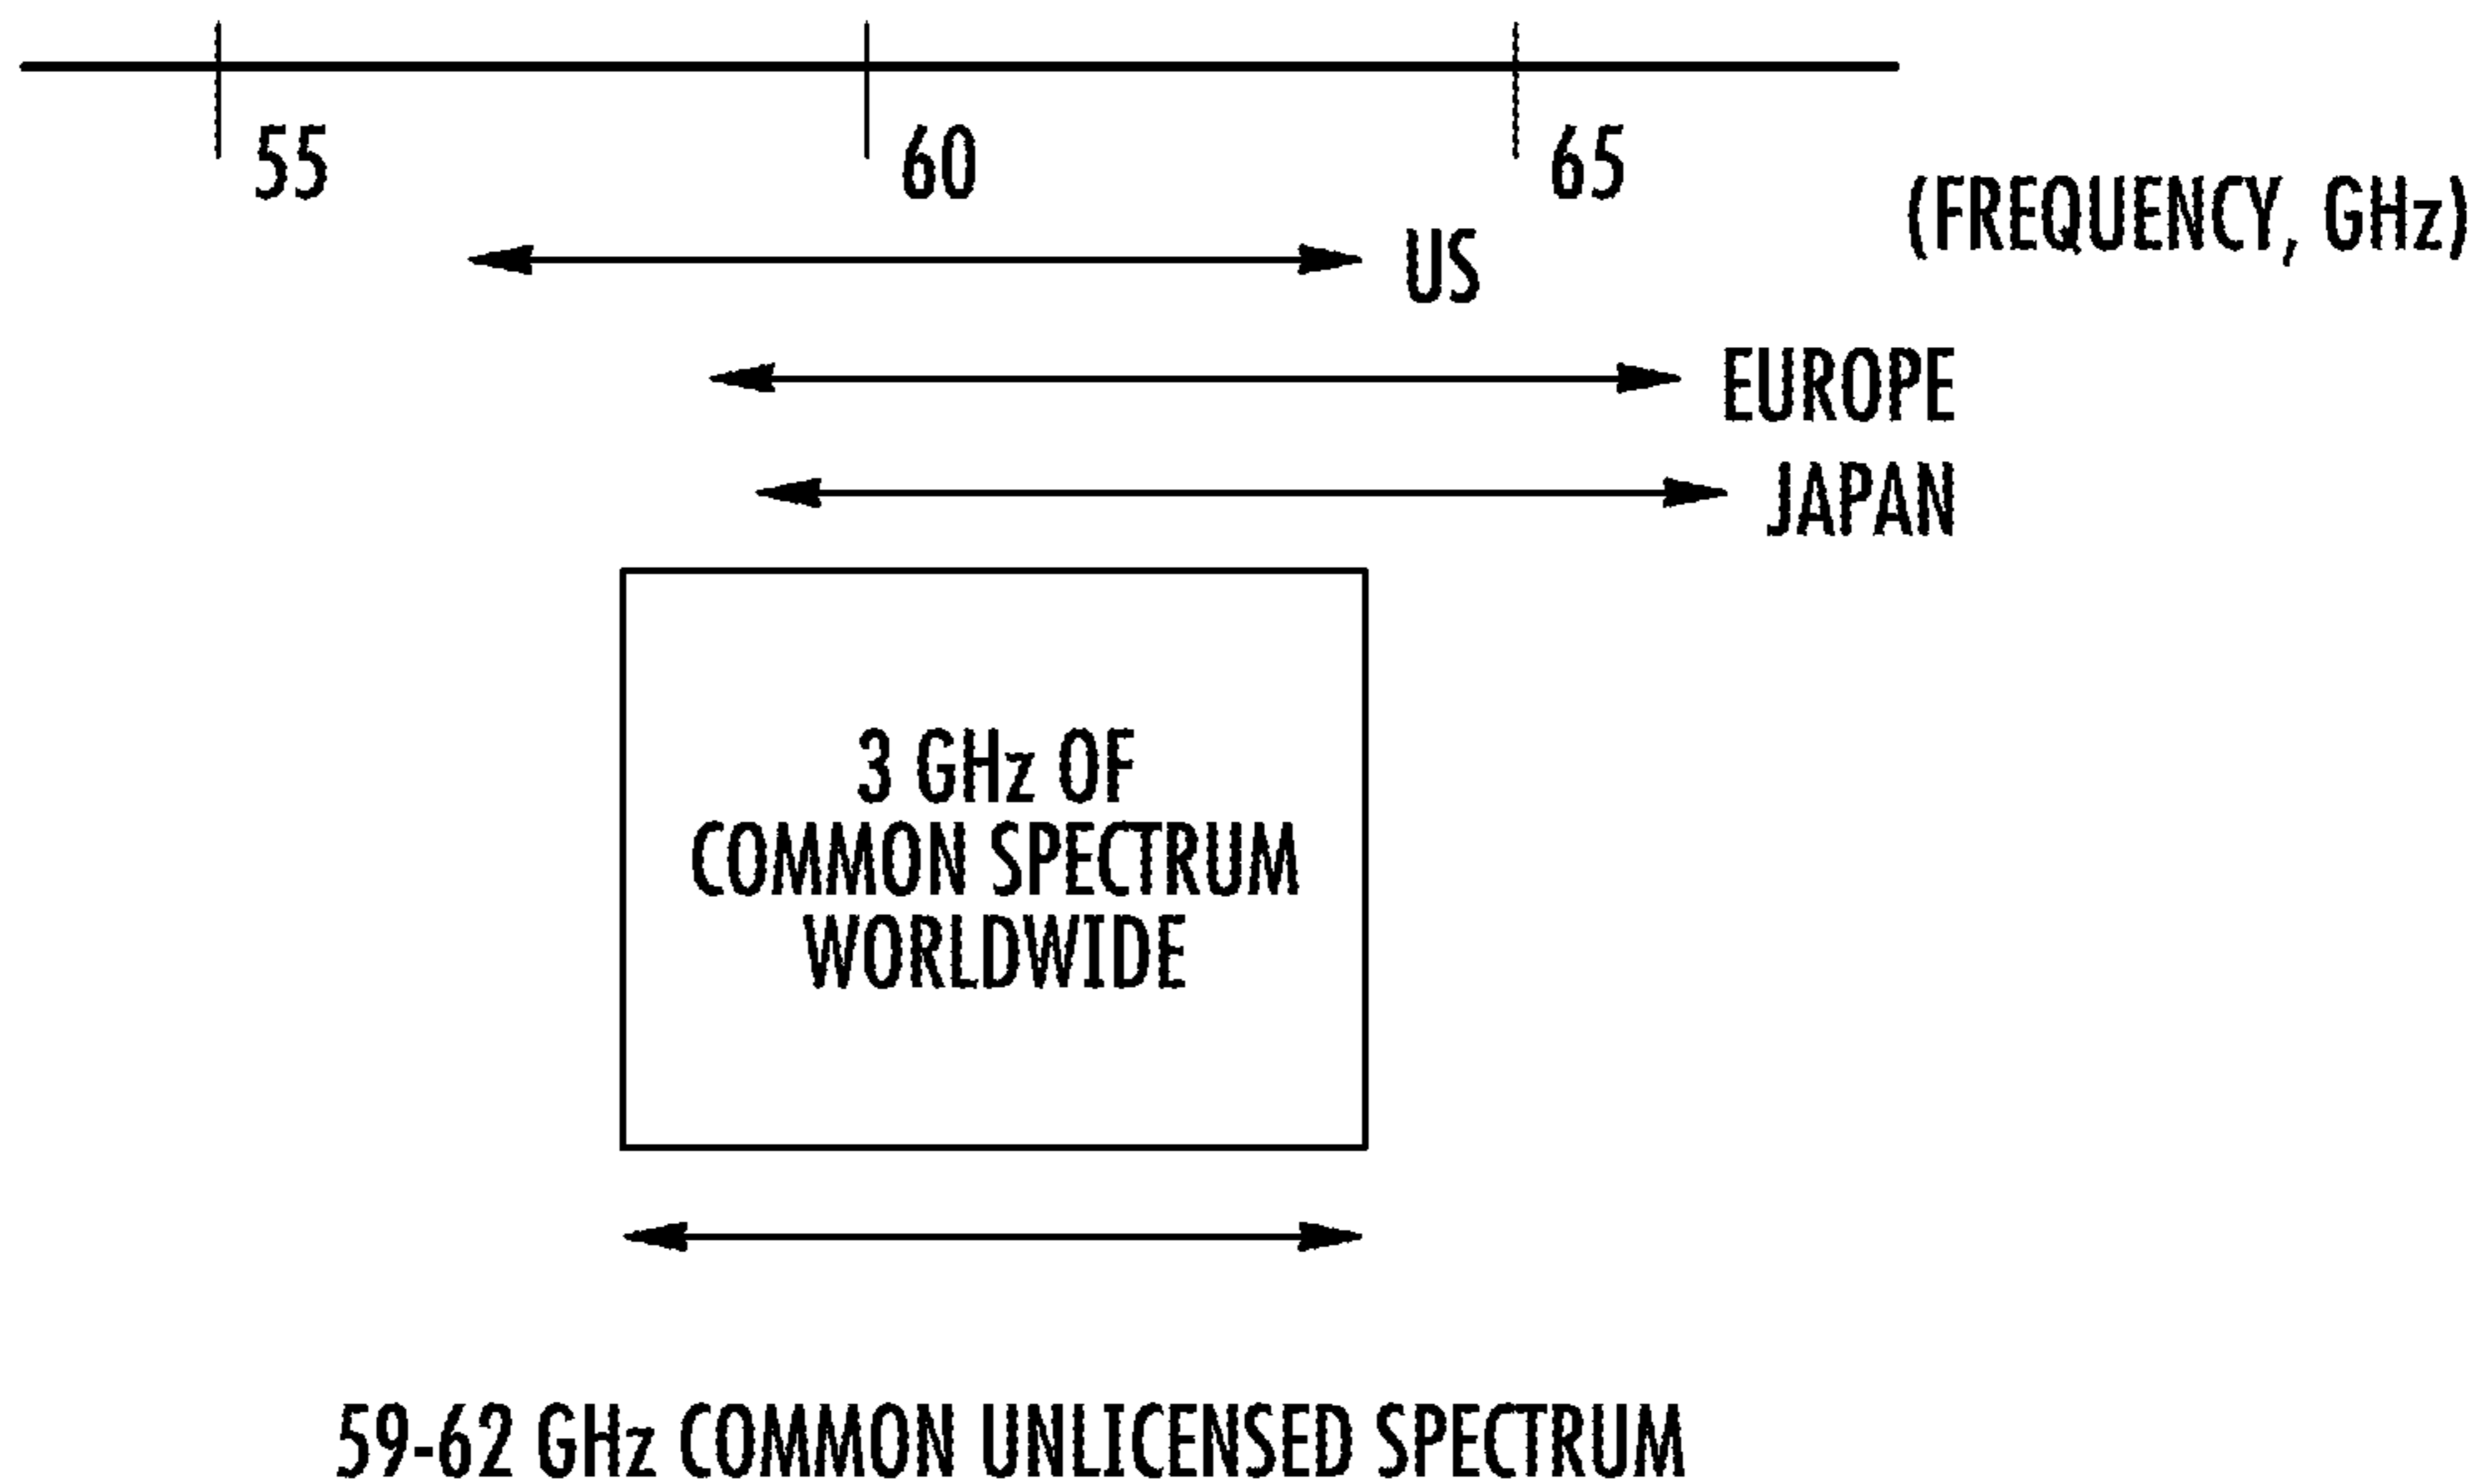 55
60
65
(FREQUENCY, GHz)
US
EUROPE
JAPAN
3 GHz OF
COMMON SPECTRUM
WORLDWIDE
59-62 GHz COMMON UNLICENSED SPECTRUM